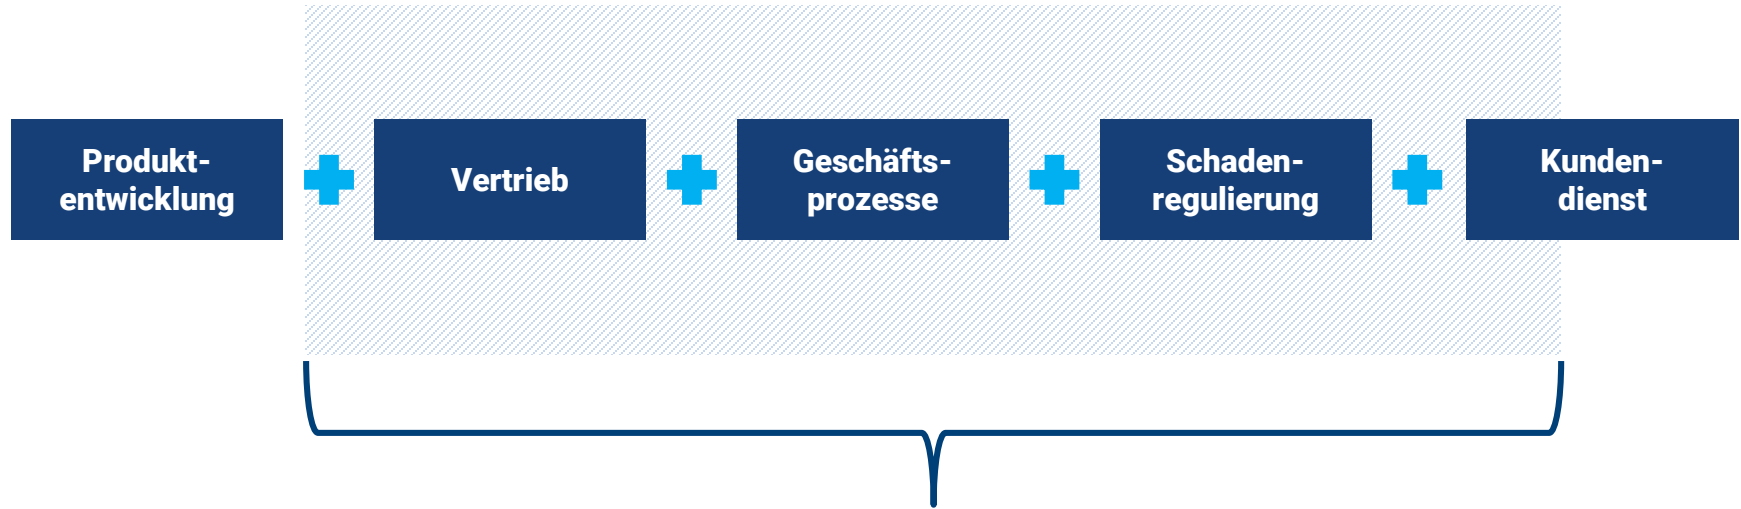 Produkt-
entwicklung
Vertrieb
Geschäfts-
prozesse
Schaden-
regulierung
Kunden-
dienst